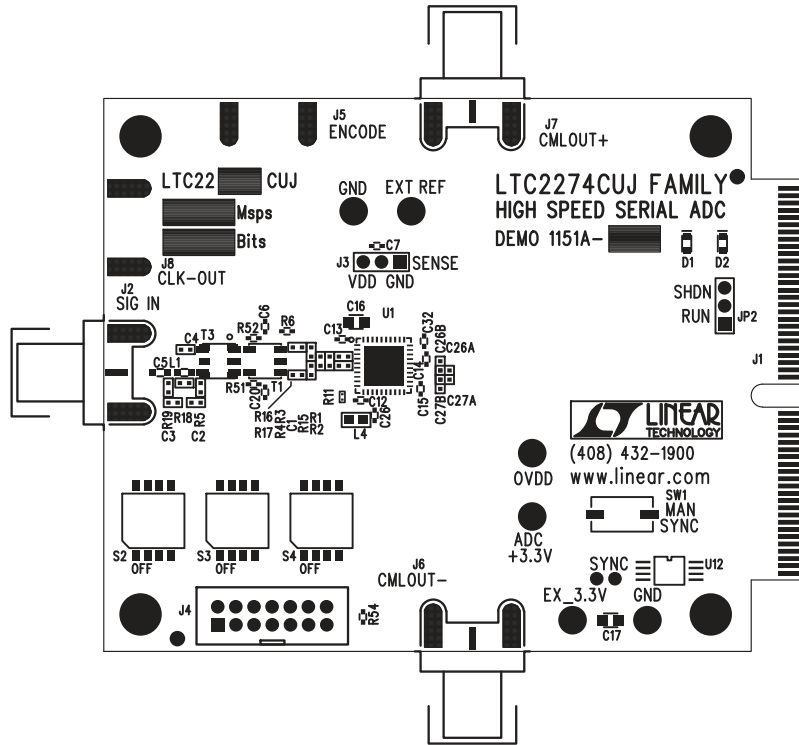 J5
ENCODE
J7
CMLOUT+
LTC22 CUJ
Msps
Bits
J8
CLK-OUT
GND
EXT REF
LTC2274CUJ FAMILY
HIGH SPEED SERIAL ADC
DEMO 1151A-
D1
D2
C7
J3
SENSE
VDD GND
SHDN
RUN
JP2
J1
J2
SIG IN
C4
T3
R52
C6
R6
C16
U1
C13
C32
C26B
C26A
C14
C5
L1
R51
C20
T1
R11
C12
C15
C27B
C27A
R19
C3
R18
R5
C2
R16
R17
R3
R4
C1
R15
R1
R2
L4
C26
LINEAR
TECHNOLOGY
(408) 432-1900
www.linear.com
OVDD
ADC
+3.3V
SW1
MAN
SYNC
S2
OFF
S3
OFF
S4
OFF
J6
CMLOUT-
SYNC
U12
EX_3.3V
GND
C17
J4
R54